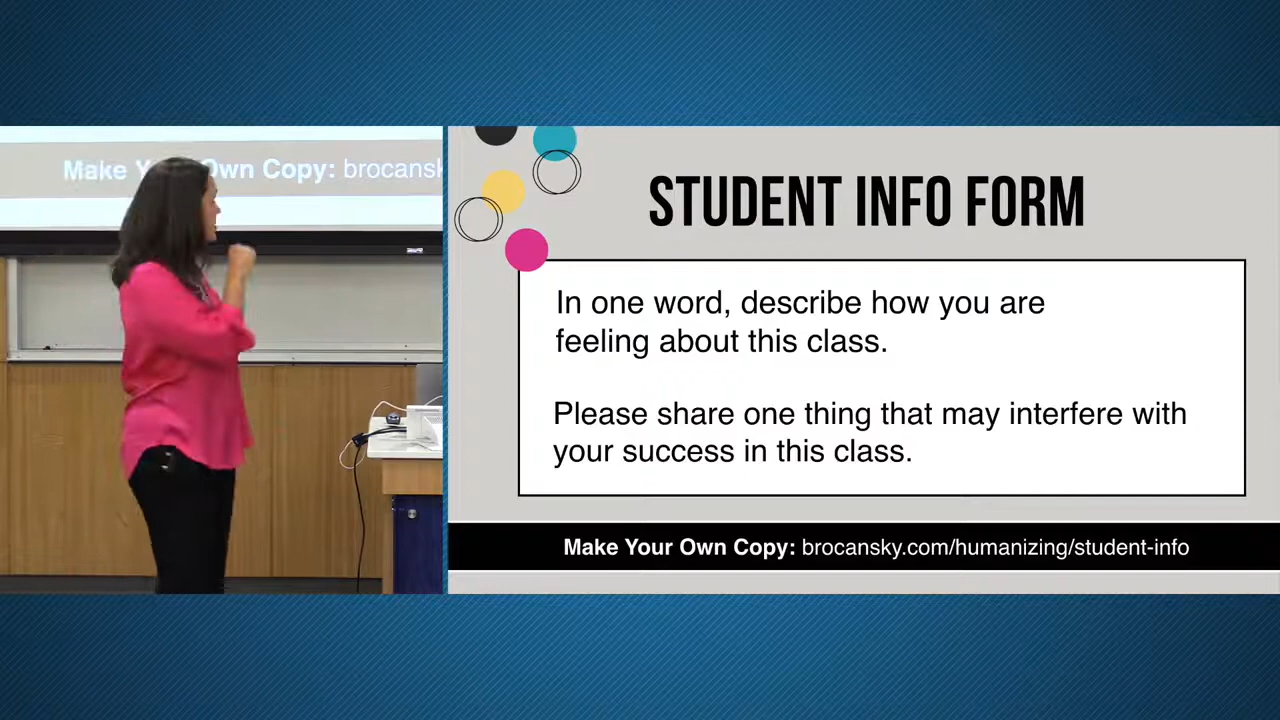 Make Y Own Copy: brocansk
STUDENT INFO FORM
In one word, describe how you are
feeling about this class.
Please share one thing that may interfere with
your success in this class.
Make Your Own Copy: brocansky.com/humanizing/student-info